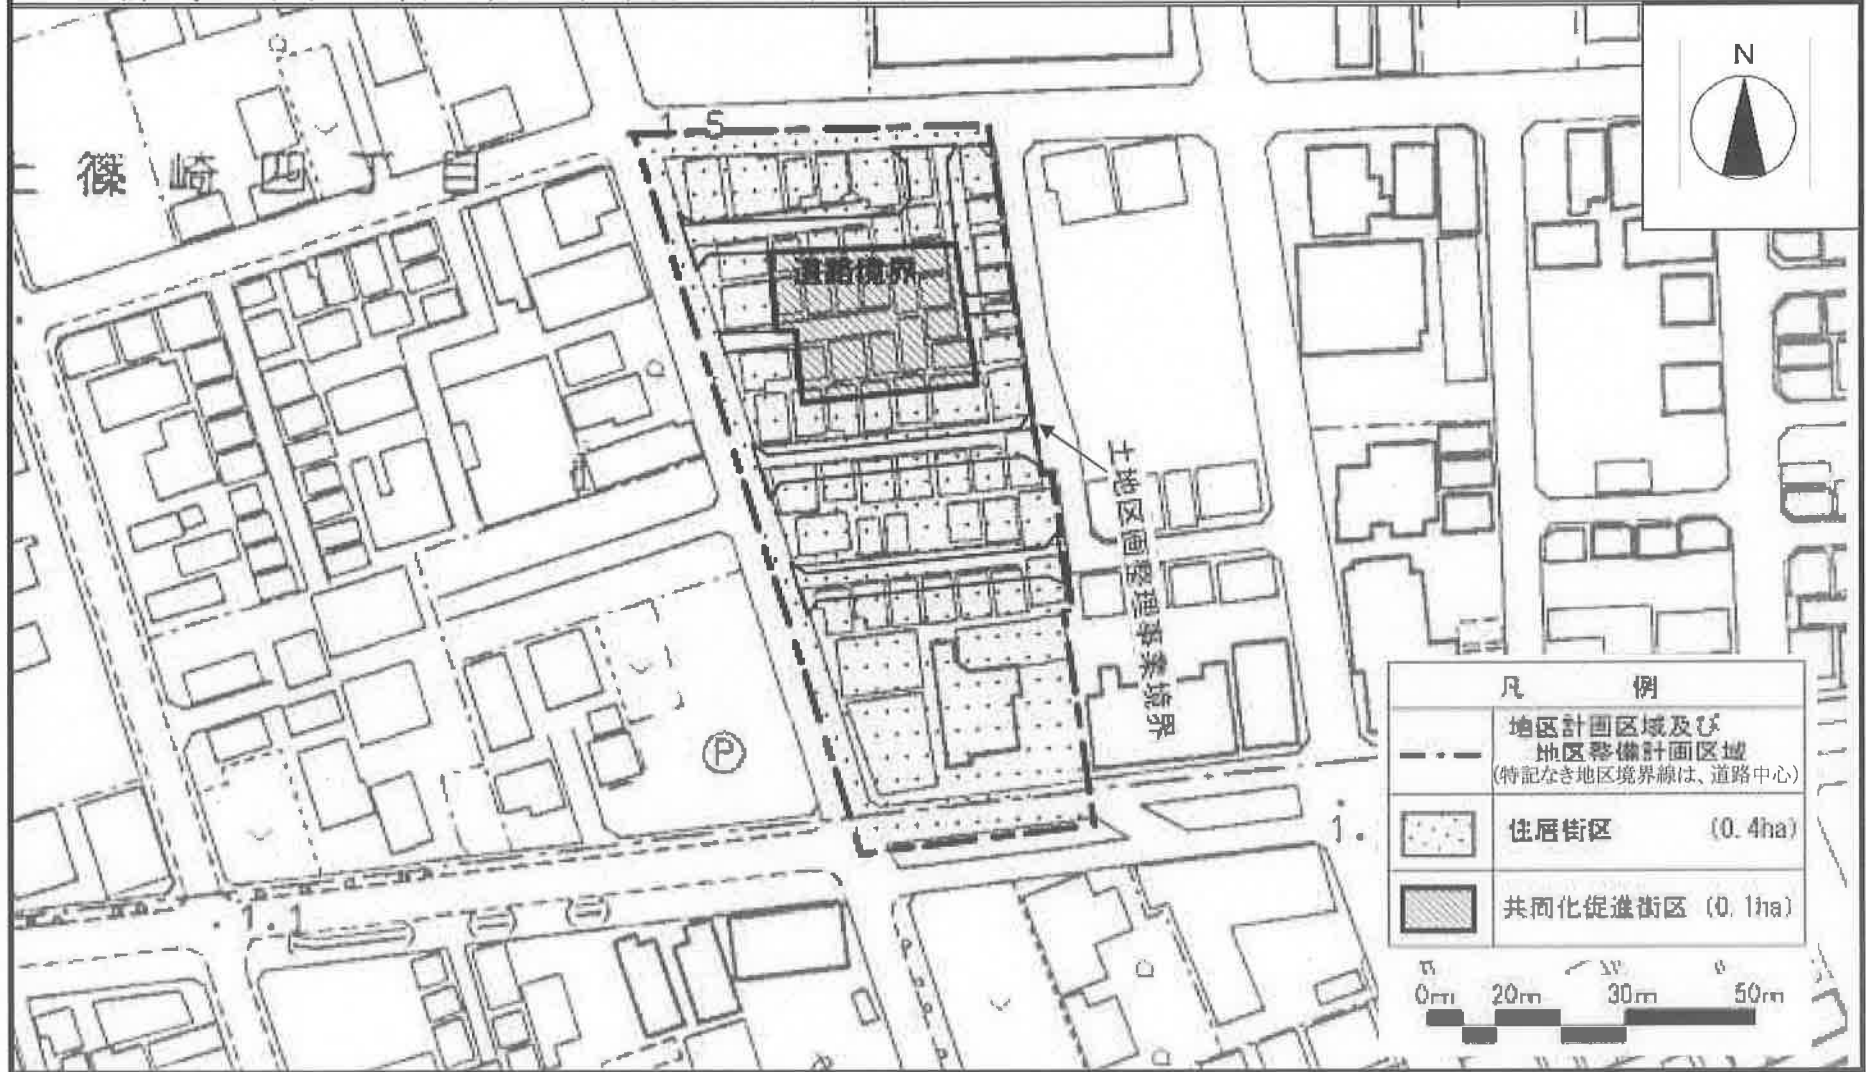 N
1.5
篠崎町二丁目
道路境界
土地区画整理事業境界
P
凡 例
地区計画区域及び
地区整備計画区域
(特記なき地区境界線は、道路中心)
住居街区 (0.4ha)
共同化促進街区 (0.1ha)
1.
1.1
0m 20m 30m 50m